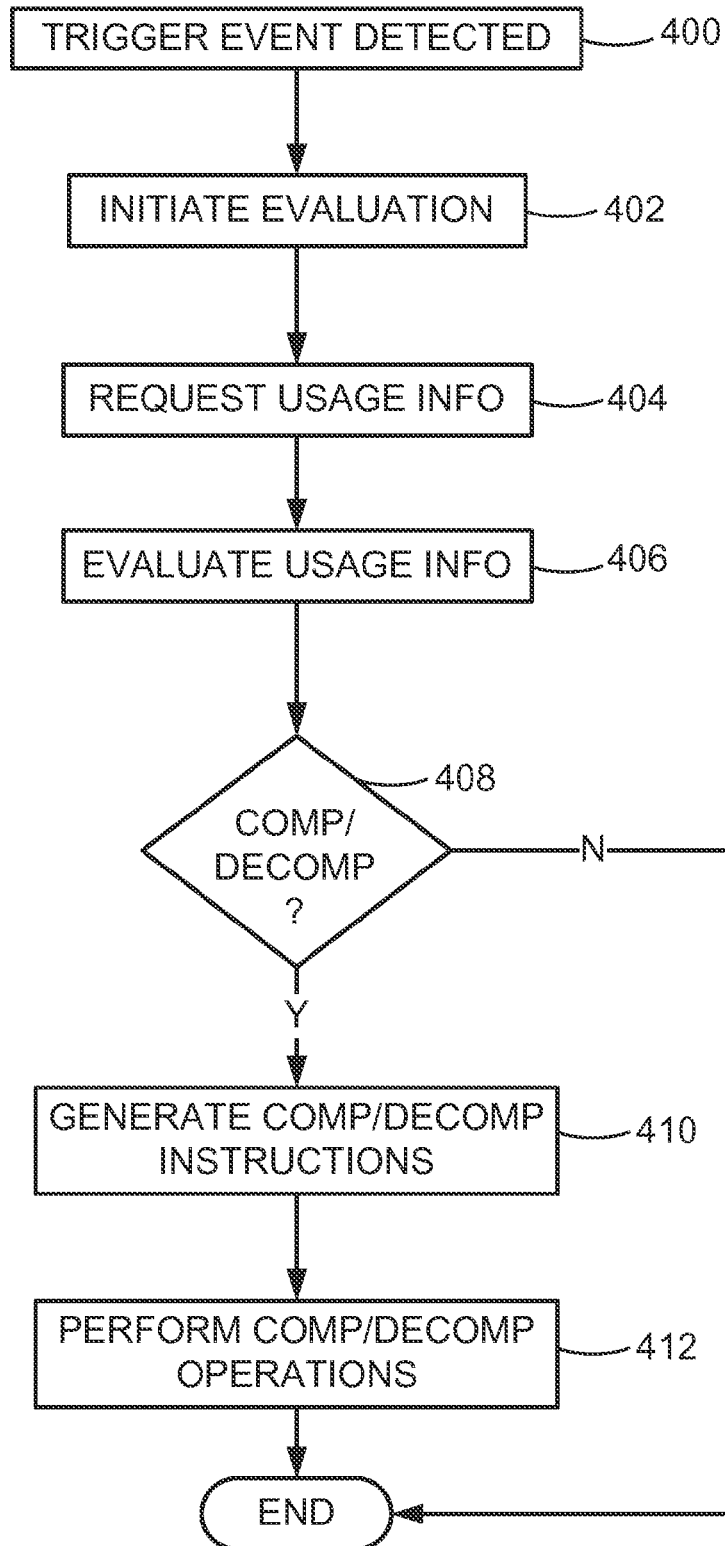 TRIGGER EVENT DETECTED 400
INITIATE EVALUATION 402
REQUEST USAGE INFO 404
EVALUATE USAGE INFO 406
408
COMP/
DECOMP
?
N
Y
GENERATE COMP/DECOMP
INSTRUCTIONS
410
PERFORM COMP/DECOMP
OPERATIONS
412
END